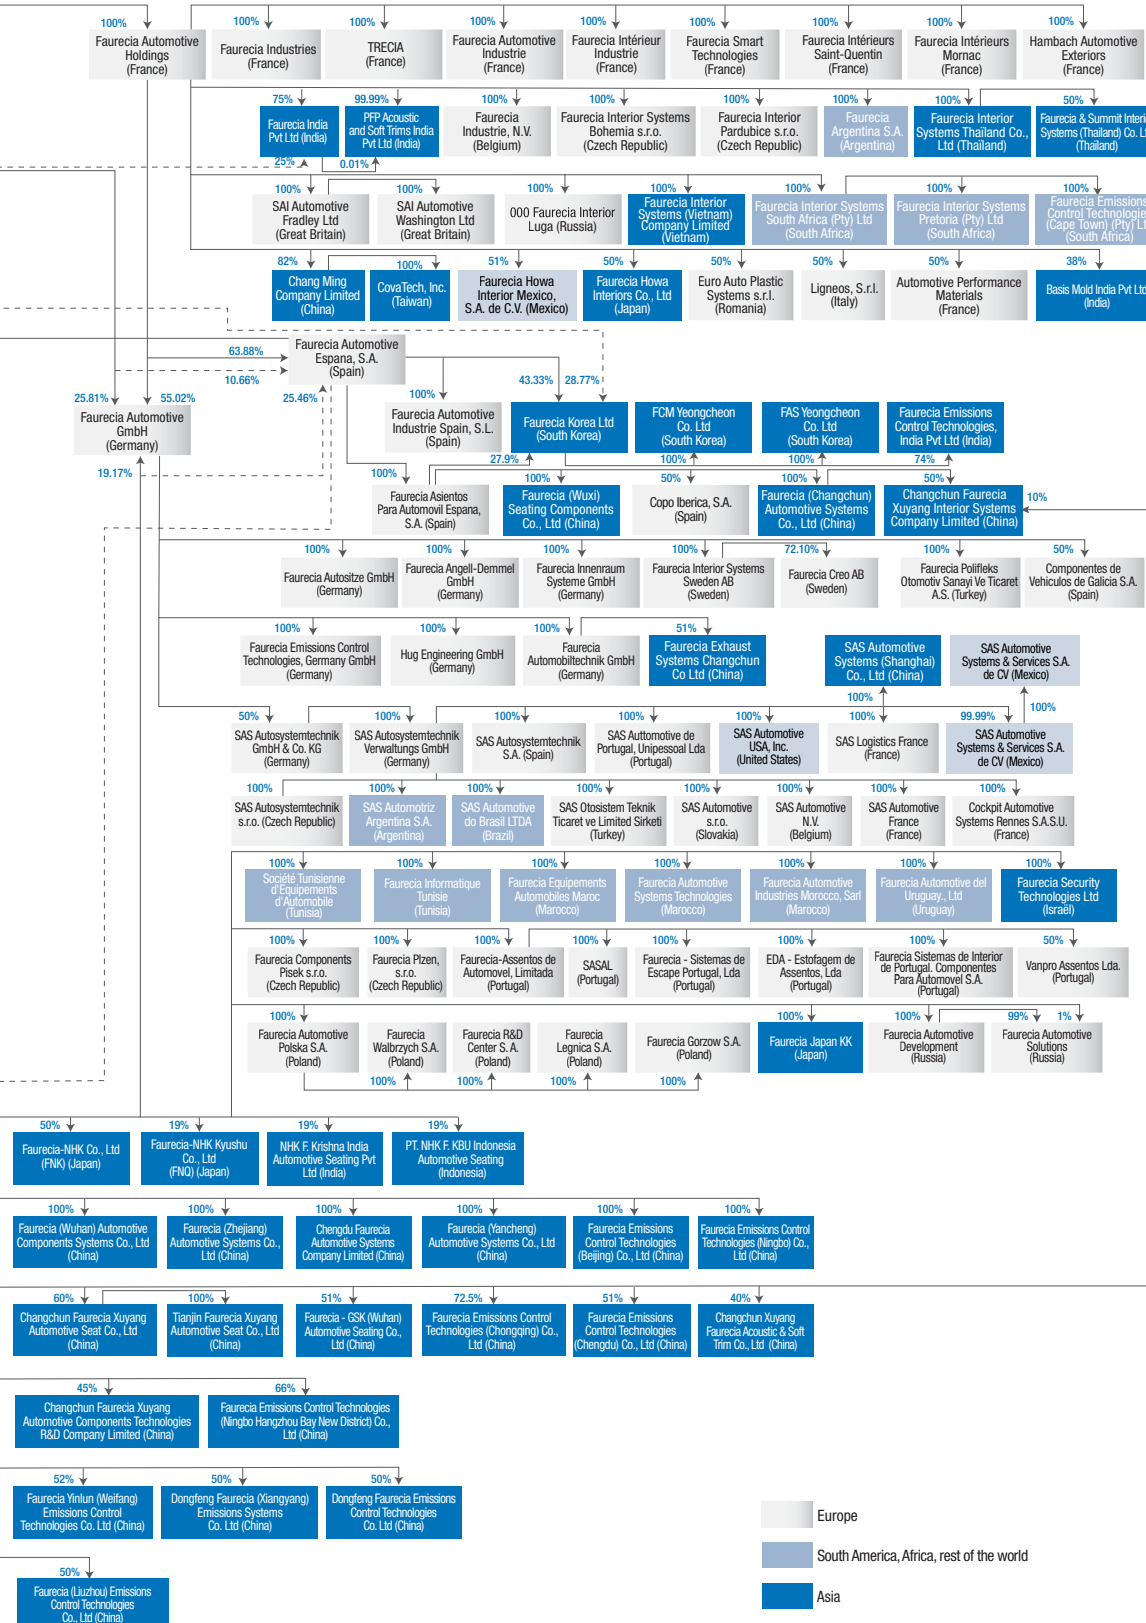 100%
100%
100%
100%
100%
100%
100%
100%
100%
Faurecia Automotive
Holdings
(France)
Faurecia Industries
(France)
TRECIA
(France)
Faurecia Automotive
Industrie
(France)
Faurecia Intérieur
Industrie
(France)
Faurecia Smart
Technologies
(France)
Faurecia Intérieurs
Saint-Quentin
(France)
Faurecia Intérieurs
Mornac
(France)
Hambach Automotive
Exteriors
(France)
75%
99.99%
100%
100%
100%
100%
100%
50%
Faurecia India
Pvt Ltd (India)
PFP Acoustic
and Soft Trims India
Pvt Ltd (India)
Faurecia
Industrie, N.V.
(Belgium)
Faurecia Interior Systems
Bohemia s.r.o.
(Czech Republic)
Faurecia Interior
Pardubice s.r.o.
(Czech Republic)
Faurecia
Argentina S.A.
(Argentina)
Faurecia Interior
Systems Thaïland Co.,
Ltd (Thaïland)
Faurecia & Summit Interior
Systems (Thailand) Co. Lt
(Thailand)
25%
0.01%
100%
100%
100%
100%
100%
100%
100%
SAI Automotive
Fradley Ltd
(Great Britain)
SAI Automotive
Washington Ltd
(Great Britain)
OOO Faurecia Interior
Luga (Russia)
Faurecia Interior
Systems (Vietnam)
Company Limited
(Vietnam)
Faurecia Interior Systems
South Africa (Pty) Ltd
(South Africa)
Faurecia Interior Systems
Pretoria (Pty) Ltd
(South Africa)
Faurecia Emissions
Control Technologies
(Cape Town) (Pty) Lt
(South Africa)
82%
100%
51%
50%
50%
50%
50%
38%
Chang Ming
Company Limited
(China)
CovaTech, Inc.
(Taiwan)
Faurecia Howa
Interior Mexico,
S.A. de C.V. (Mexico)
Faurecia Howa
Interiors Co., Ltd
(Japan)
Euro Auto Plastic
Systems s.r.l.
(Romania)
Ligneos, S.r.l.
(Italy)
Automotive Performance
Materials
(France)
Basis Mold India Pvt Ltd
(India)
63.88%
10.66%
Faurecia Automotive
Espana, S.A.
(Spain)
25.81%
55.02%
25.46%
43.33%
28.77%
100%
Faurecia Automotive
GmbH
(Germany)
Faurecia Automotive
Industrie Spain, S.L.
(Spain)
Faurecia Korea Ltd
(South Korea)
FCM Yeongcheon
Co. Ltd
(South Korea)
FAS Yeongcheon
Co. Ltd
(South Korea)
Faurecia Emissions
Control Technologies,
India Pvt Ltd (India)
27.9%
100%
100%
74%
19.17%
100%
100%
50%
100%
50%
10%
Faurecia Asientos
Para Automovil Espana,
S.A. (Spain)
Faurecia (Wuxi)
Seating Components
Co., Ltd (China)
Copo Iberica, S.A.
(Spain)
Faurecia (Changchun)
Automotive Systems
Co., Ltd (China)
Changchun Faurecia
Xuyang Interior Systems
Company Limited (China)
100%
100%
100%
100%
72.10%
100%
50%
Faurecia Autositze GmbH
(Germany)
Faurecia Angell-Demmel
GmbH
(Germany)
Faurecia Innenraum
Systeme GmbH
(Germany)
Faurecia Interior Systems
Sweden AB
(Sweden)
Faurecia Creo AB
(Sweden)
Faurecia Polifleks
Otomotiv Sanayi Ve Ticaret
A.S. (Turkey)
Componentes de
Vehiculos de Galicia S.A.
(Spain)
100%
100%
100%
51%
Faurecia Emissions Control
Technologies, Germany GmbH
(Germany)
Hug Engineering GmbH
(Germany)
Faurecia
Automobiltechnik GmbH
(Germany)
Faurecia Exhaust
Systems Changchun
Co Ltd (China)
SAS Automotive
Systems (Shanghai)
Co., Ltd (China)
SAS Automotive
Systems & Services S.A.
de CV (Mexico)
100%
100%
50%
100%
100%
100%
100%
100%
99.99%
SAS Autosystemtechnik
GmbH & Co. KG
(Germany)
SAS Autosystemtechnik
Verwaltungs GmbH
(Germany)
SAS Autosystemtechnik
S.A. (Spain)
SAS Automotive de
Portugal, Unipessoal Lda
(Portugal)
SAS Automotive
USA, Inc.
(United States)
SAS Logistics France
(France)
SAS Automotive
Systems & Services S.A.
de CV (Mexico)
100%
100%
100%
100%
100%
100%
100%
100%
SAS Autosystemtechnik
s.r.o. (Czech Republic)
SAS Automotriz
Argentina S.A.
(Argentina)
SAS Automotive
do Brasil LTDA
(Brazil)
SAS Otosistem Teknik
Ticaret ve Limited Sirketi
(Turkey)
SAS Automotive
s.r.o.
(Slovakia)
SAS Automotive
N.V.
(Belgium)
SAS Automotive
France
(France)
Cockpit Automotive
Systems Rennes S.A.S.U.
(France)
100%
100%
100%
100%
100%
100%
100%
Société Tunisienne
d'Equipements
d'Automobile
(Tunisia)
Faurecia Informatique
Tunisie
(Tunisia)
Faurecia Equipements
Automobiles Maroc
(Marocco)
Faurecia Automotive
Systems Technologies
(Marocco)
Faurecia Automotive
Industries Morocco, Sarl
(Marocco)
Faurecia Automotive del
Uruguay., Ltd
(Uruguay)
Faurecia Security
Technologies Ltd
(Israël)
100%
100%
100%
100%
100%
100%
100%
50%
Faurecia Components
Pisek s.r.o.
(Czech Republic)
Faurecia Plzen,
s.r.o.
(Czech Republic)
Faurecia-Assentos de
Automovel, Limitada
(Portugal)
SASAL
(Portugal)
Faurecia - Sistemas de
Escape Portugal, Lda
(Portugal)
EDA - Estofagem de
Assentos, Lda
(Portugal)
Faurecia Sistemas de Interior
de Portugal. Componentes
Para Automovel S.A.
(Portugal)
Vanpro Assentos Lda.
(Portugal)
100%
100%
100%
99%
1%
Faurecia Automotive
Polska S.A.
(Poland)
Faurecia
Walbrzych S.A.
(Poland)
Faurecia R&D
Center S. A.
(Poland)
Faurecia
Legnica S.A.
(Poland)
Faurecia Gorzow S.A.
(Poland)
Faurecia Japan KK
(Japan)
Faurecia Automotive
Development
(Russia)
Faurecia Automotive
Solutions
(Russia)
100%
100%
100%
100%
50%
19%
19%
19%
Faurecia-NHK Co., Ltd
(FNK) (Japan)
Faurecia-NHK Kyushu
Co., Ltd
(FNQ) (Japan)
NHK F. Krishna India
Automotive Seating Pvt
Ltd (India)
PT. NHK F. KBU Indonesia
Automotive Seating
(Indonesia)
100%
100%
100%
100%
100%
100%
Faurecia (Wuhan) Automotive
Components Systems Co., Ltd
(China)
Faurecia (Zhejiang)
Automotive Systems Co.,
Ltd (China)
Chengdu Faurecia
Automotive Systems
Company Limited (China)
Faurecia (Yancheng)
Automotive Systems Co., Ltd
(China)
Faurecia Emissions
Control Technologies
(Beijing) Co., Ltd (China)
Faurecia Emissions Control
Technologies (Ningbo) Co.,
Ltd (China)
60%
100%
51%
72.5%
51%
40%
Changchun Faurecia Xuyang
Automotive Seat Co., Ltd
(China)
Tianjin Faurecia Xuyang
Automotive Seat Co., Ltd
(China)
Faurecia - GSK (Wuhan)
Automotive Seating Co.,
Ltd (China)
Faurecia Emissions Control
Technologies (Chongqing) Co.,
Ltd (China)
Faurecia Emissions
Control Technologies
(Chengdu) Co., Ltd (China)
Changchun Xuyang
Faurecia Acoustic & Soft
Trim Co., Ltd (China)
45%
66%
Changchun Faurecia Xuyang
Automotive Components Technologies
R&D Company Limited (China)
Faurecia Emissions Control Technologies
(Ningbo Hangzhou Bay New District) Co.,
Ltd (China)
52%
50%
50%
Faurecia Yinlun (Weifang)
Emissions Control
Technologies Co. Ltd (China)
Dongfeng Faurecia (Xiangyang)
Emissions Systems
Co. Ltd (China)
Dongfeng Faurecia Emissions
Control Technologies
Co. Ltd (China)
50%
Faurecia (Liuzhou) Emissions
Control Technologies
Co., Ltd (China)
Europe
South America, Africa, rest of the world
Asia